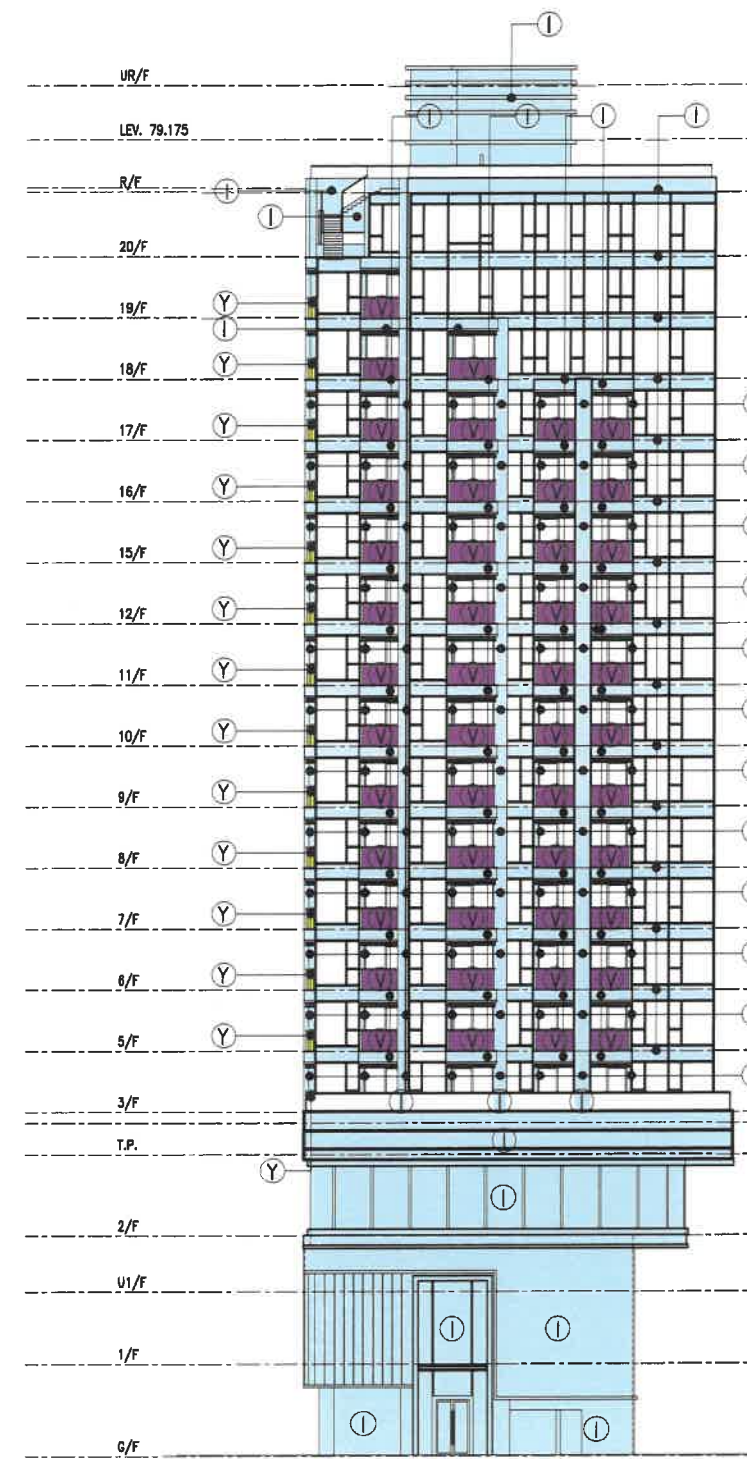 I
UR/F
I I I I
LEV. 79.175
R/F
I
I
20/F
19/F Y V
I
18/F Y V V
17/F Y V V V V
16/F Y V V V V
15/F Y V V V V
12/F Y V V V V
11/F Y V V V V
10/F Y V V V V
9/F Y V V V V
8/F Y V V V V
7/F Y V V V V
6/F Y V V V V
5/F Y V V V V
3/F I I I
T.P. I
Y
I
2/F
U1/F
I I
1/F
I I
G/F